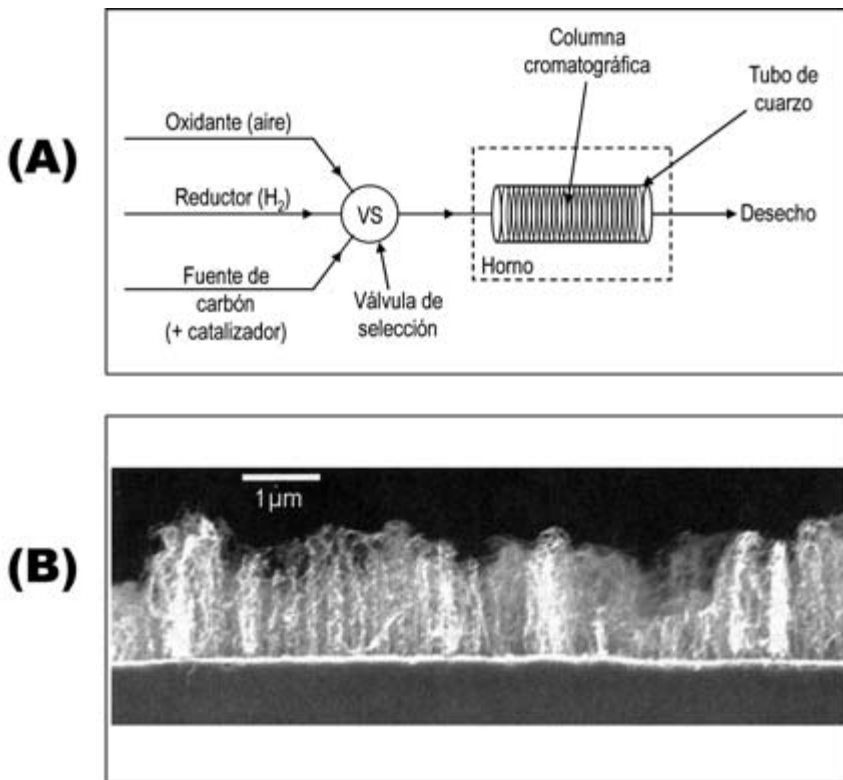 (A)
Columna
cromatográfica
Tubo de
cuarzo
Oxidante (aire)
Reductor (H₂)
VS
Desecho
Horno
Fuente de
carbón
(+ catalizador)
Válvula de
selección
(B)
1 µm